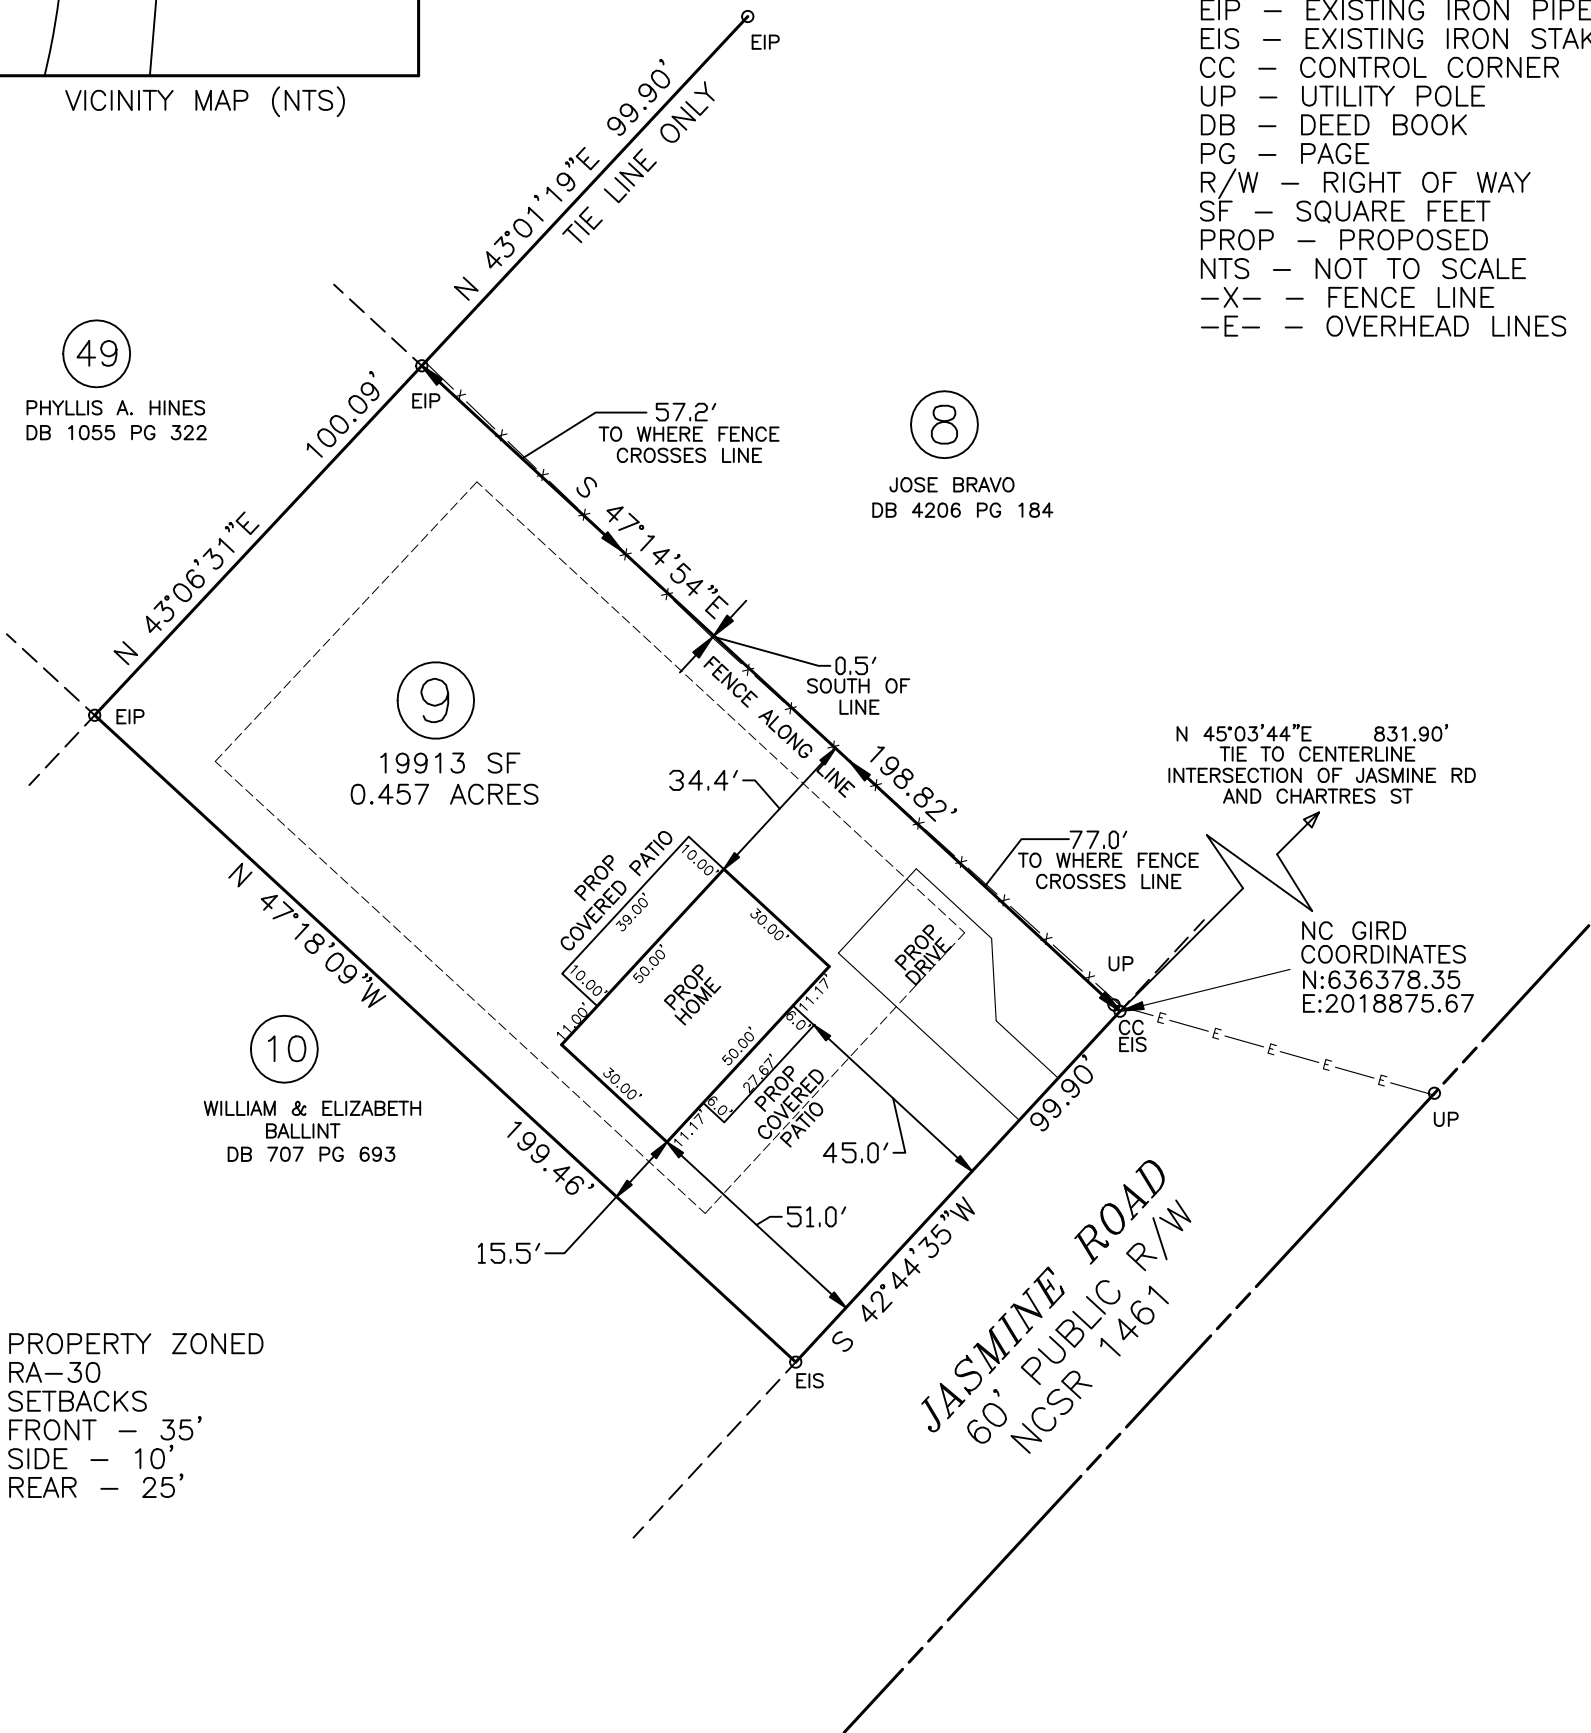 VICINITY MAP (NTS)
EIP – EXISTING IRON PIPE
EIS – EXISTING IRON STAK
CC – CONTROL CORNER
UP – UTILITY POLE
DB – DEED BOOK
PG – PAGE
R/W – RIGHT OF WAY
SF – SQUARE FEET
PROP – PROPOSED
NTS – NOT TO SCALE
–X– – FENCE LINE
–E– – OVERHEAD LINES
EIP
N 43°01'19"E 99.90'
TIE LINE ONLY
49
PHYLLIS A. HINES
DB 1055 PG 322
EIP
N 43°06'31"E 100.09'
57.2'
TO WHERE FENCE
CROSSES LINE
8
JOSE BRAVO
DB 4206 PG 184
S 47°14'54"E 198.82'
0.5'
SOUTH OF
LINE
FENCE ALONG LINE
EIP
9
19913 SF
0.457 ACRES
34.4'
N 45°03'44"E 831.90'
TIE TO CENTERLINE
INTERSECTION OF JASMINE RD
AND CHARTRES ST
77.0'
TO WHERE FENCE
CROSSES LINE
PROP
COVERED PATIO
10.00'
39.00'
10.00'
30.00'
50.00'
11.00'
PROP
HOME
30.00'
50.00'
11.17'
6.0'
27.67'
6.0'
11.17'
PROP
COVERED
PATIO
PROP
DRIVE
UP
CC
EIS
NC GIRD
COORDINATES
N:636378.35
E:2018875.67
E E E E E
UP
N 47°18'09"W 199.46'
10
WILLIAM & ELIZABETH
BALLINT
DB 707 PG 693
45.0'
51.0'
15.5'
S 42°44'35"W 99.90'
EIS
JASMINE ROAD
60' PUBLIC R/W
NCSR 1461
PROPERTY ZONED
RA–30
SETBACKS
FRONT – 35'
SIDE – 10'
REAR – 25'